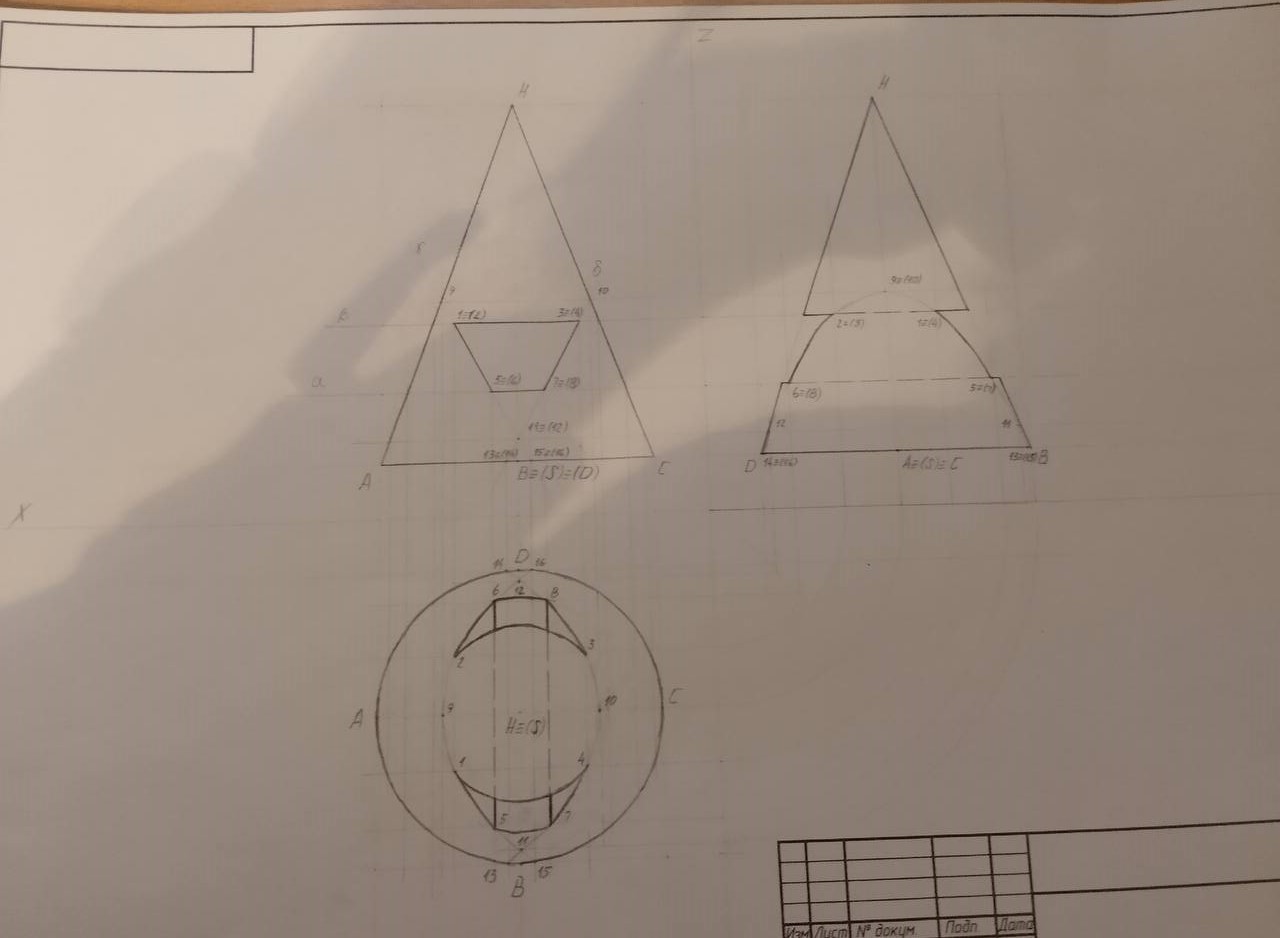 Z
H
H
γ
δ
9
10
9≡(10)
β
1≡(2)
3≡(4)
2≡(3)
1≡(4)
α
5≡(6)
7≡(8)
6≡(8)
5≡(7)
11≡(12)
12
11
13≡(14)
15≡(16)
A
B≡(S)≡(D)
C
D
14≡(16)
A≡(S)≡C
13≡(15)
B
X
14
D
16
6
12
8
2
3
A
9
10
C
H≡(S)
1
4
5
7
11
13
B
15
Изм
Лист
№ докум.
Подп
Дата